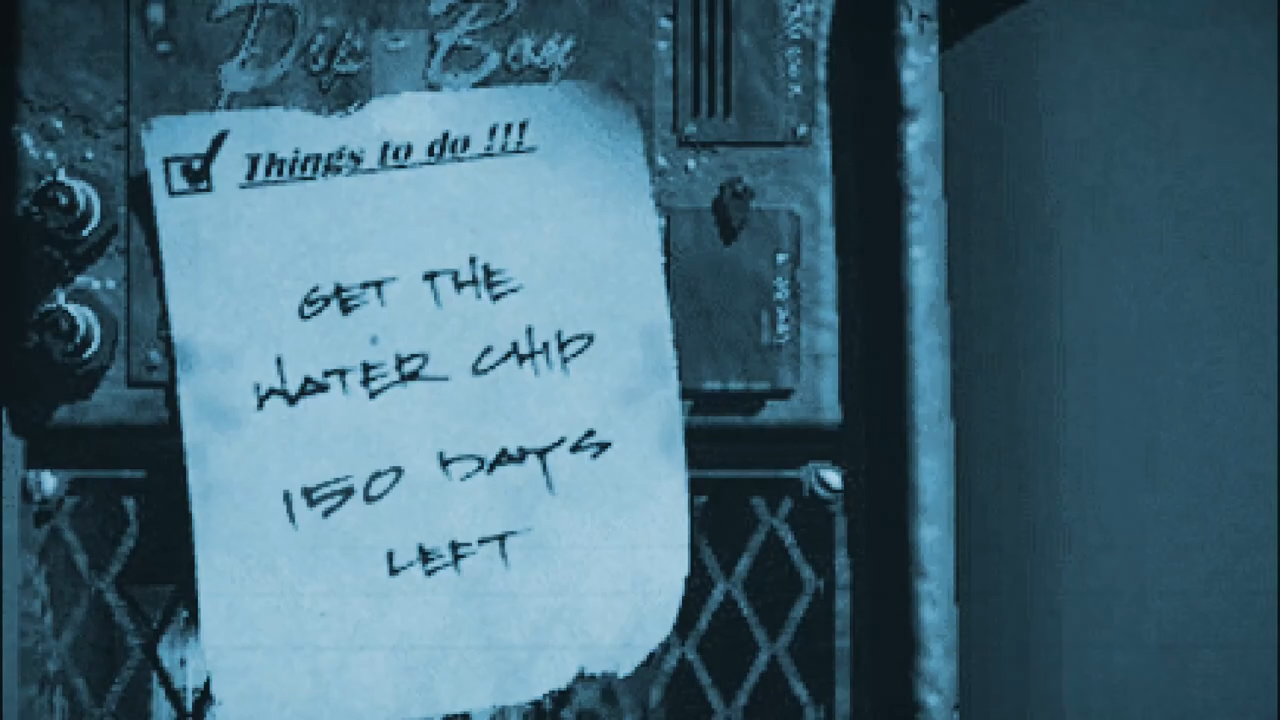 Things to do !!!
GET THE
WATER CHIP
150 DAYS
LEFT